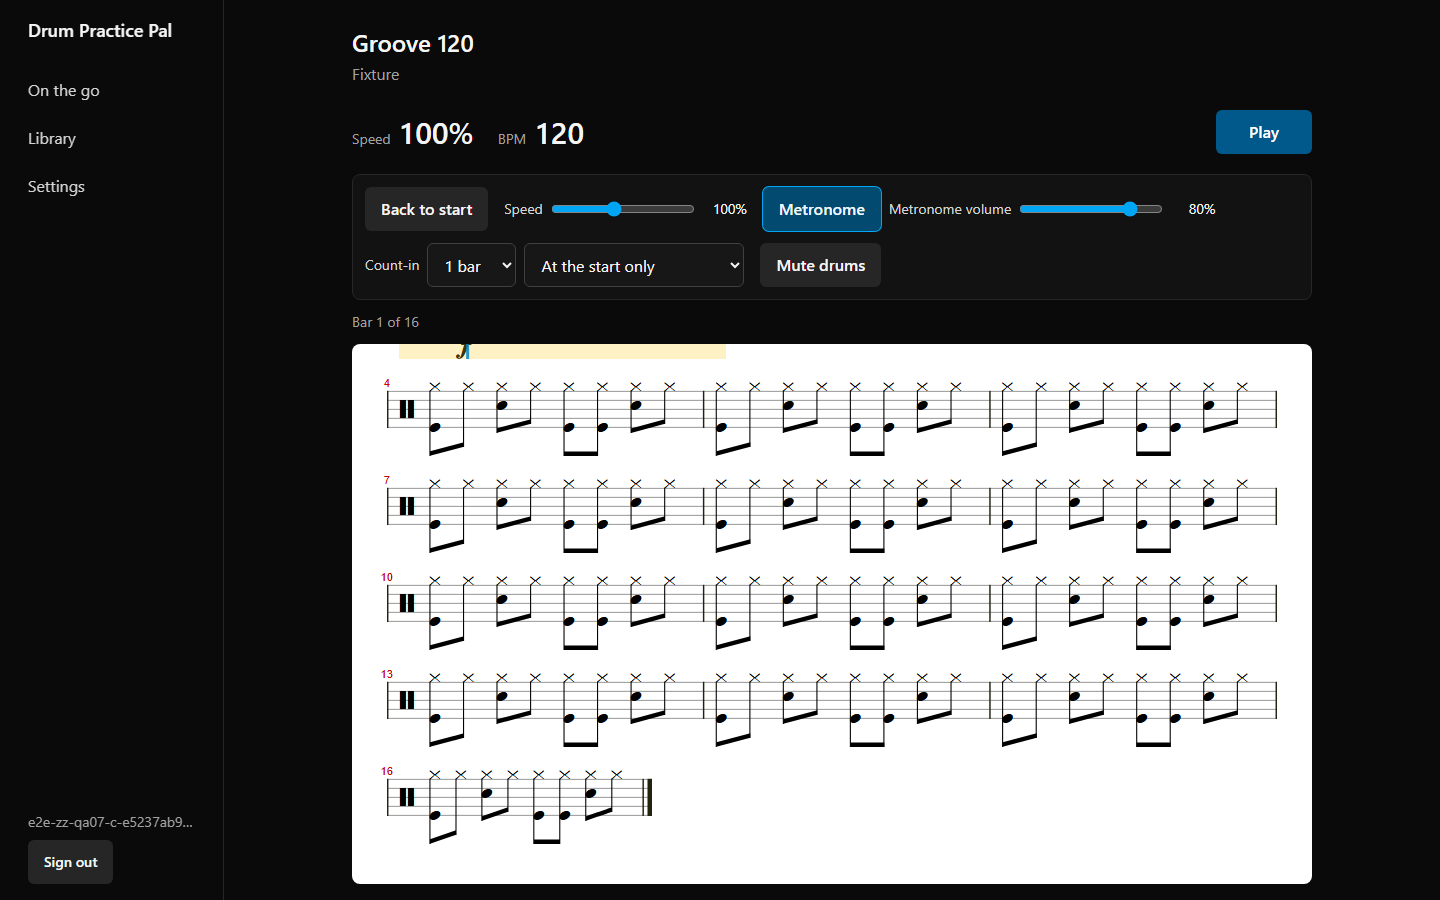 Drum Practice Pal
On the go
Library
Settings
e2e-zz-qa07-c-e5237ab9...
Sign out
Groove 120
Fixture
Speed 100% BPM 120
Play
Back to start Speed 100% Metronome Metronome volume 80%
Count-in 1 bar At the start only Mute drums
Bar 1 of 16
4
7
10
13
16